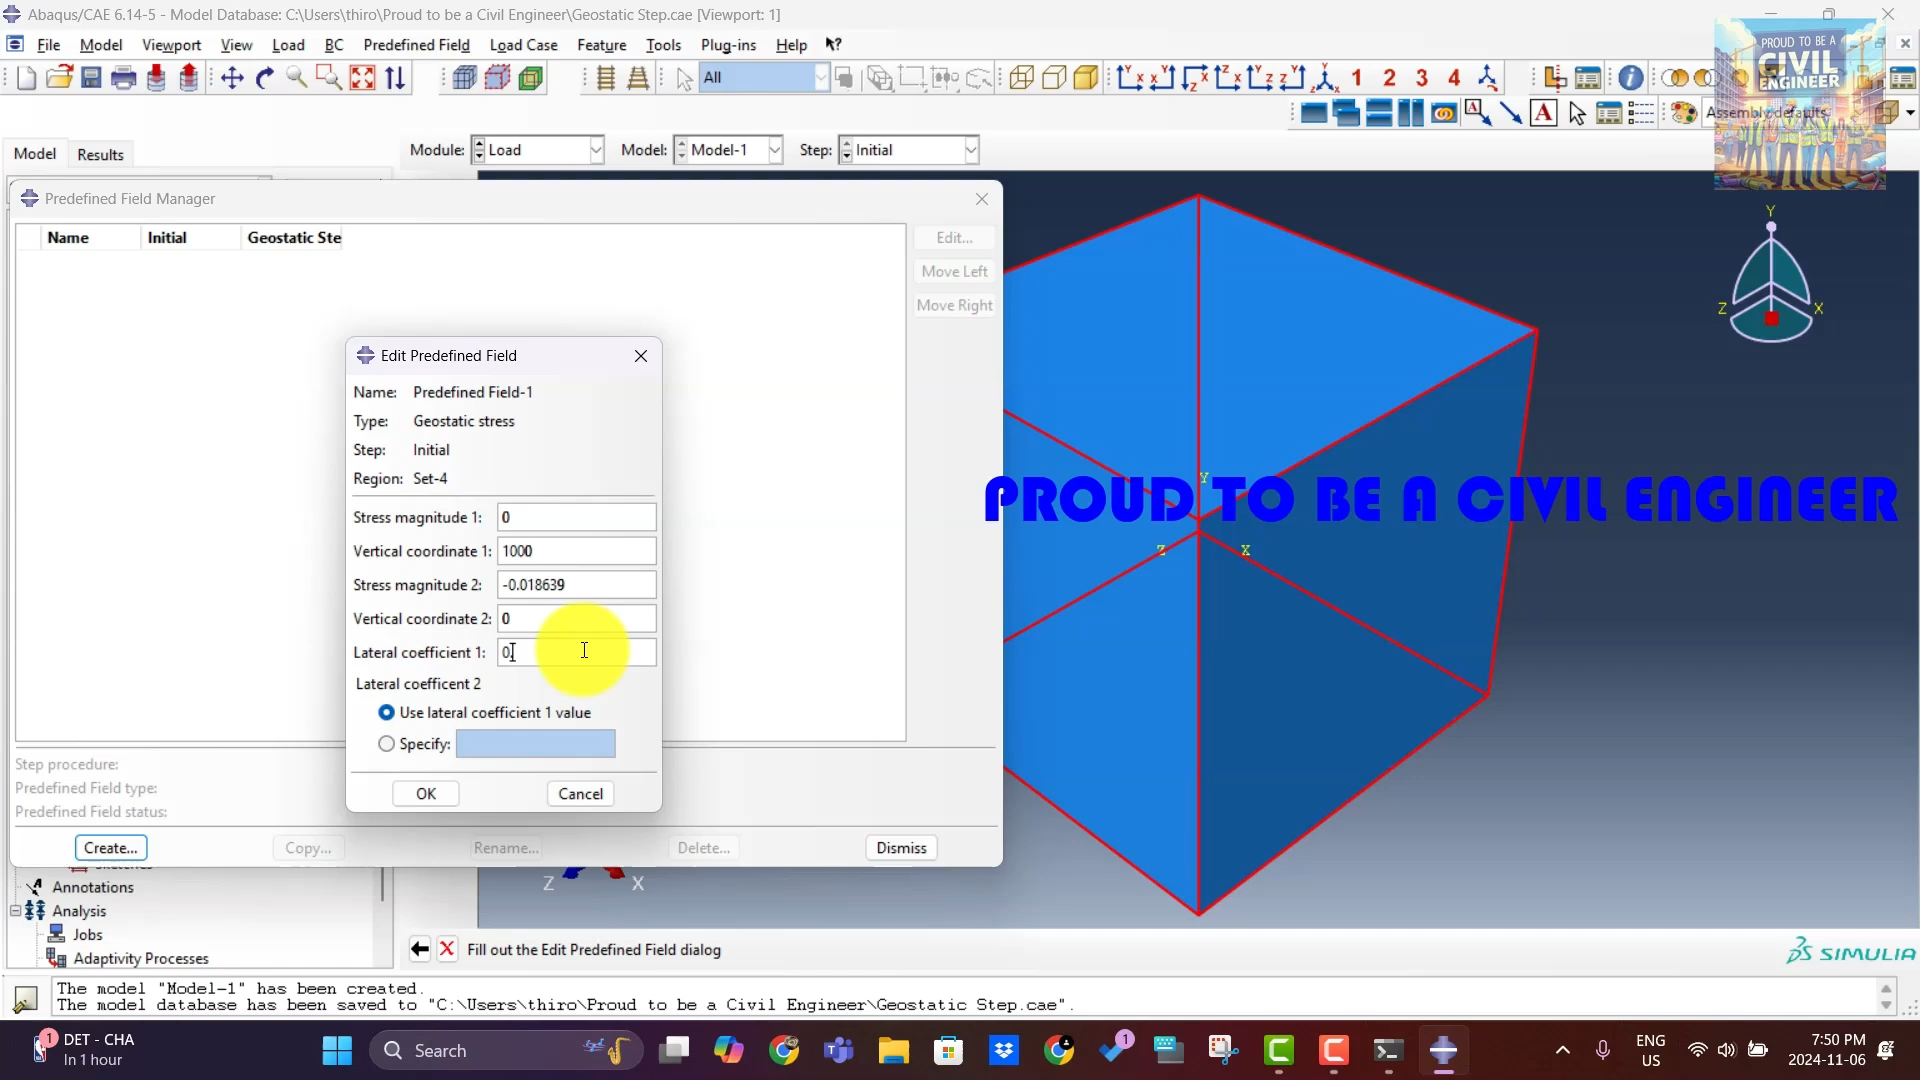 Abaqus/CAE 6.14-5 - Model Database: C:\Users\thiro\Proud to be a Civil Engineer\Geostatic Step.cae [Viewport: 1]
File Model Viewport View Load BC Predefined Field Load Case Feature Tools Plug-ins Help
All
1 2 3 4
Assembly defaults
PROUD TO BE A
CIVIL
ENGINEER
Model Results
Module: Load Model: Model-1 Step: Initial
Predefined Field Manager
Name Initial Geostatic Ste
Edit...
Move Left
Move Right
Edit Predefined Field
Name: Predefined Field-1
Type: Geostatic stress
Step: Initial
Region: Set-4
Stress magnitude 1: 0
Vertical coordinate 1: 1000
Stress magnitude 2: -0.018639
Vertical coordinate 2: 0
Lateral coefficient 1: 0.
Lateral coefficent 2
Use lateral coefficient 1 value
Specify:
OK Cancel
Step procedure:
Predefined Field type:
Predefined Field status:
Create... Copy... Rename... Delete... Dismiss
Y
Z X
Y
Z X
PROUD TO BE A CIVIL ENGINEER
Z X
Annotations
Analysis
Jobs
Adaptivity Processes
Fill out the Edit Predefined Field dialog
SIMULIA
The model "Model-1" has been created.
The model database has been saved to "C:\Users\thiro\Proud to be a Civil Engineer\Geostatic Step.cae".
1
DET - CHA
In 1 hour
Search
1
ENG
US
7:50 PM
2024-11-06